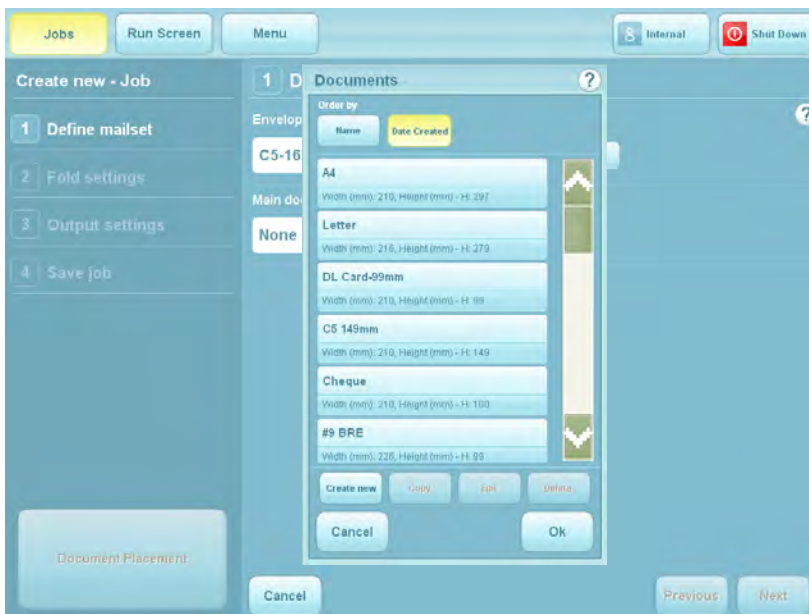 Jobs
Run Screen
Menu
Internal
Shut Down
Create new - Job
1 Define mailset
2 Fold settings
3 Output settings
4 Save job
Document Placement
1 D
Envelop
C5-16
Main do
None
Documents
?
?
Order by
Name
Date Created
A4
Width (mm): 210, Height (mm) - H: 297
Letter
Width (mm): 216, Height (mm) - H: 279
DL Card-99mm
Width (mm): 210, Height (mm) - H: 99
C5 149mm
Width (mm): 210, Height (mm) - H: 149
Cheque
Width (mm): 210, Height (mm) - H: 100
#9 BRE
Width (mm): 226, Height (mm) - H: 99
Create new
Copy
Edit
Delete
Cancel
Ok
Cancel
Previous
Next